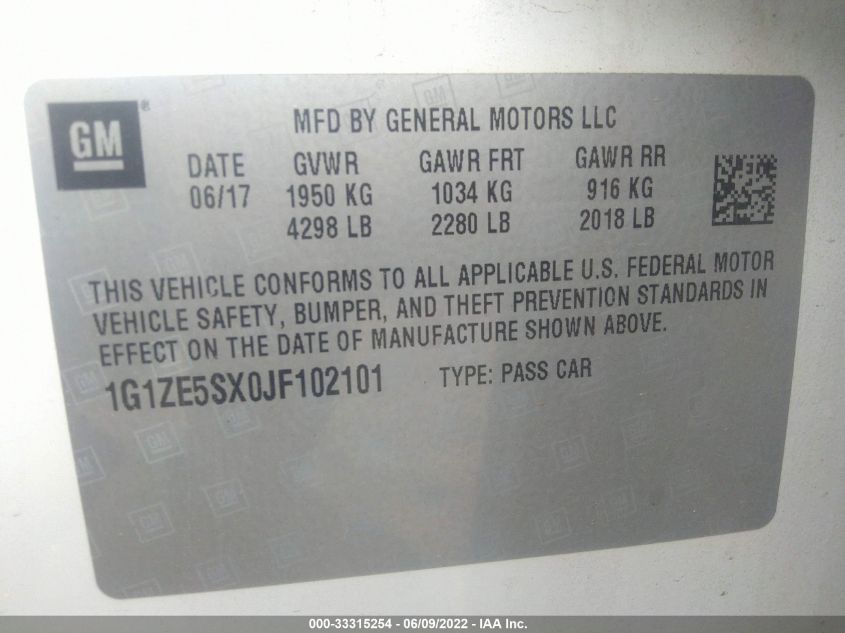 GM
MFD BY GENERAL MOTORS LLC
DATE GVWR GAWR FRT GAWR RR
06/17 1950 KG 1034 KG 916 KG
4298 LB 2280 LB 2018 LB
THIS VEHICLE CONFORMS TO ALL APPLICABLE U.S. FEDERAL MOTOR
VEHICLE SAFETY, BUMPER, AND THEFT PREVENTION STANDARDS IN
EFFECT ON THE DATE OF MANUFACTURE SHOWN ABOVE.
1G1ZE5SX0JF102101 TYPE: PASS CAR
000-33315254 - 06/09/2022 - IAA Inc.